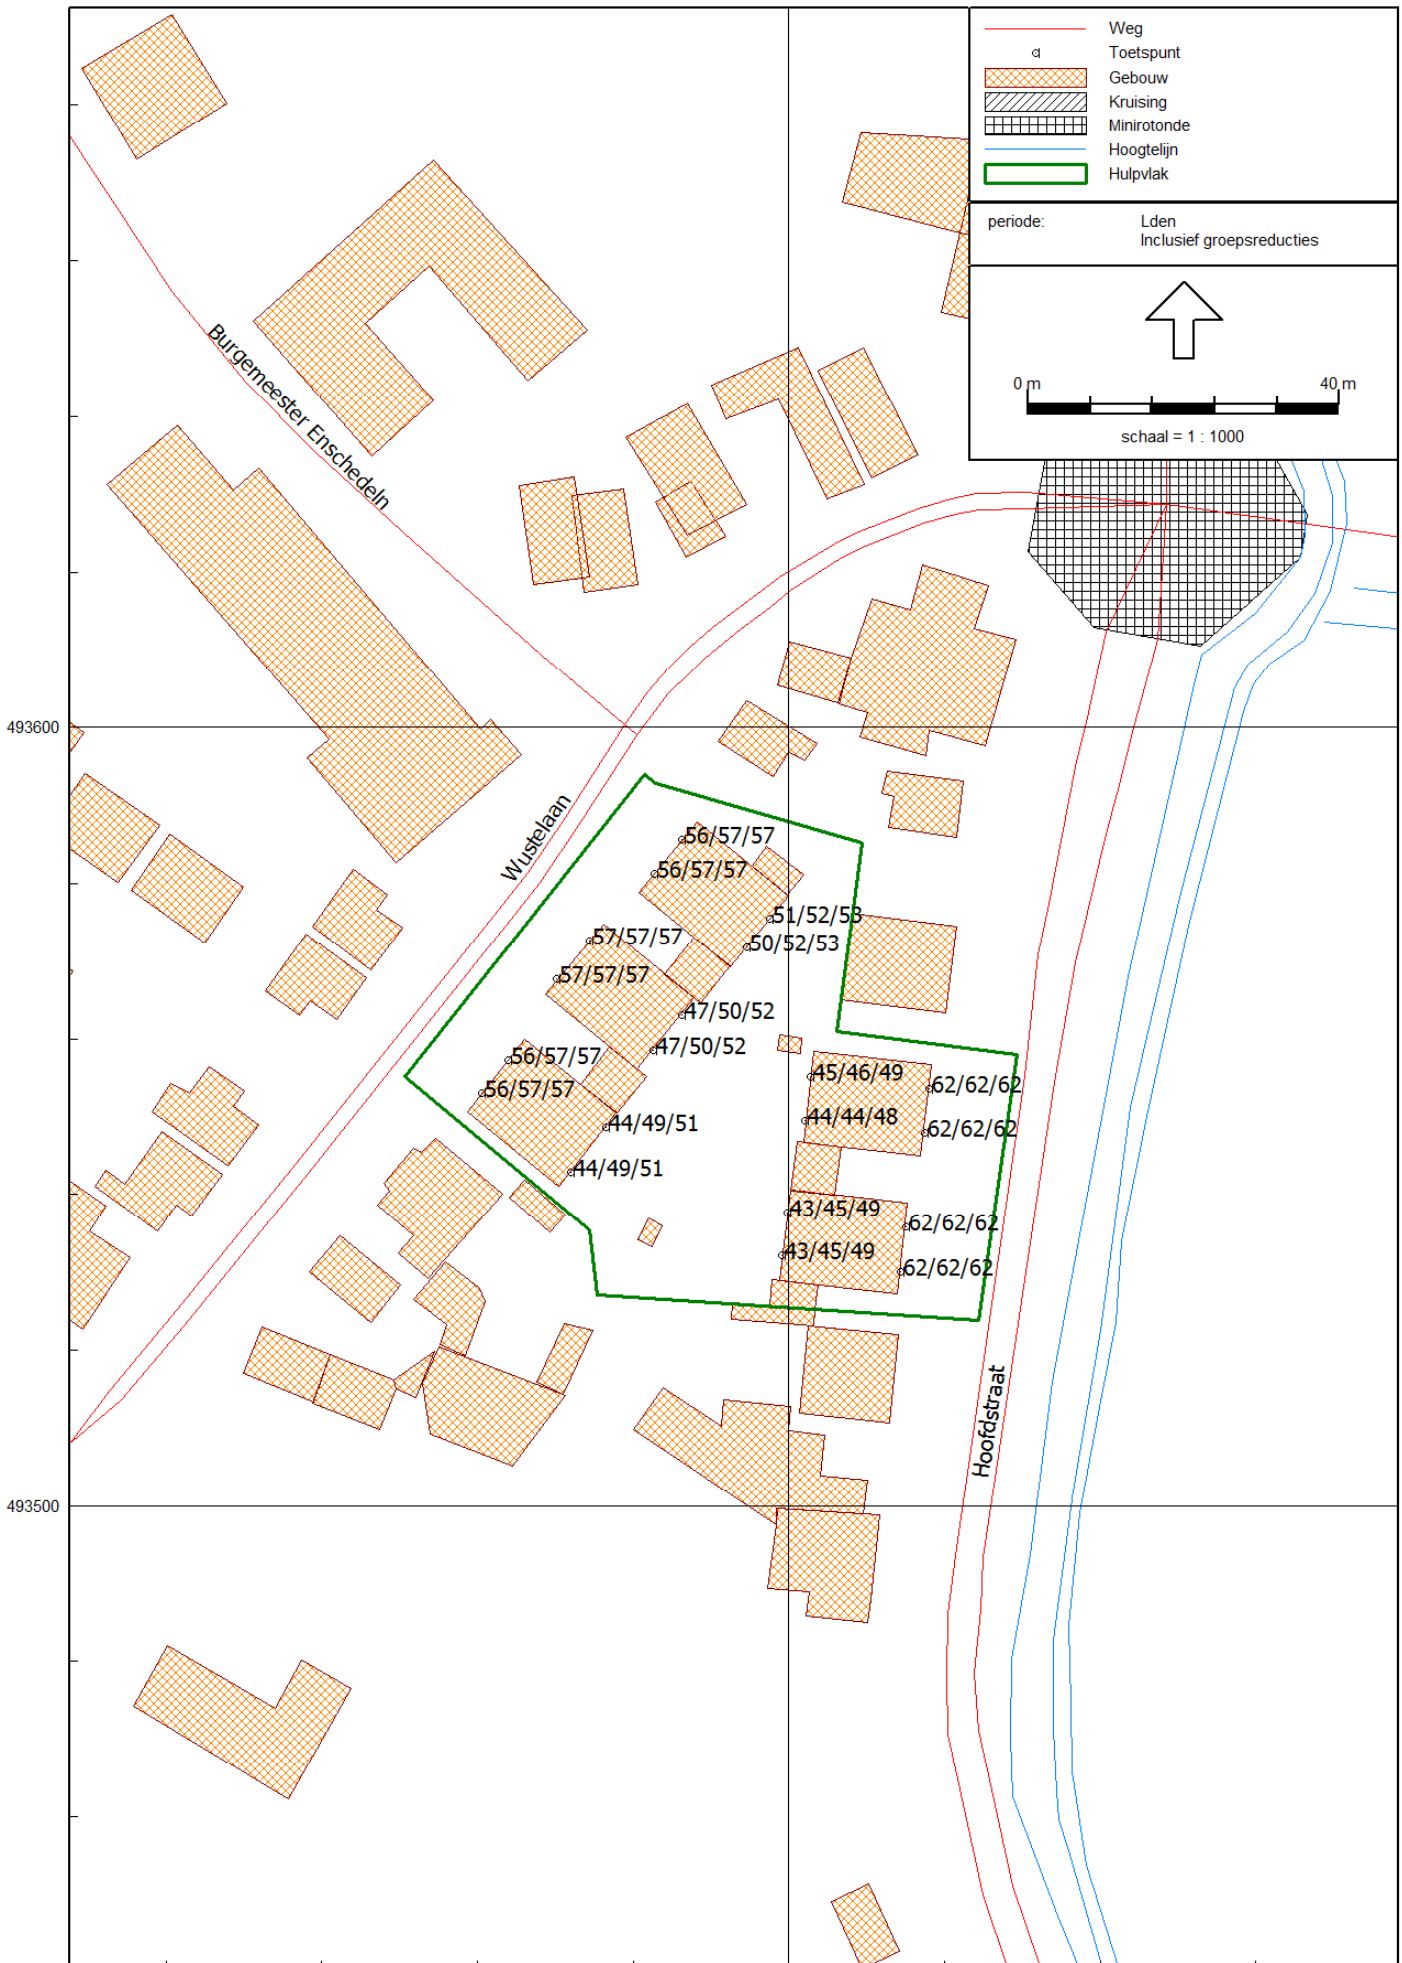 Weg
Toetspunt
Gebouw
Kruising
Minirotonde
Hoogtelijn
Hulpvlak
periode: Lden
Inclusief groepsreducties
0 m 40 m
schaal = 1 : 1000
Burgemeester Enschedeln
493600
Wustelaan
56/57/57
56/57/57
51/52/53
57/57/57
50/52/53
57/57/57
47/50/52
47/50/52
56/57/57
45/46/49
62/62/62
56/57/57
44/44/48
44/49/51
62/62/62
44/49/51
43/45/49
62/62/62
43/45/49
62/62/62
Hoofdstraat
493500